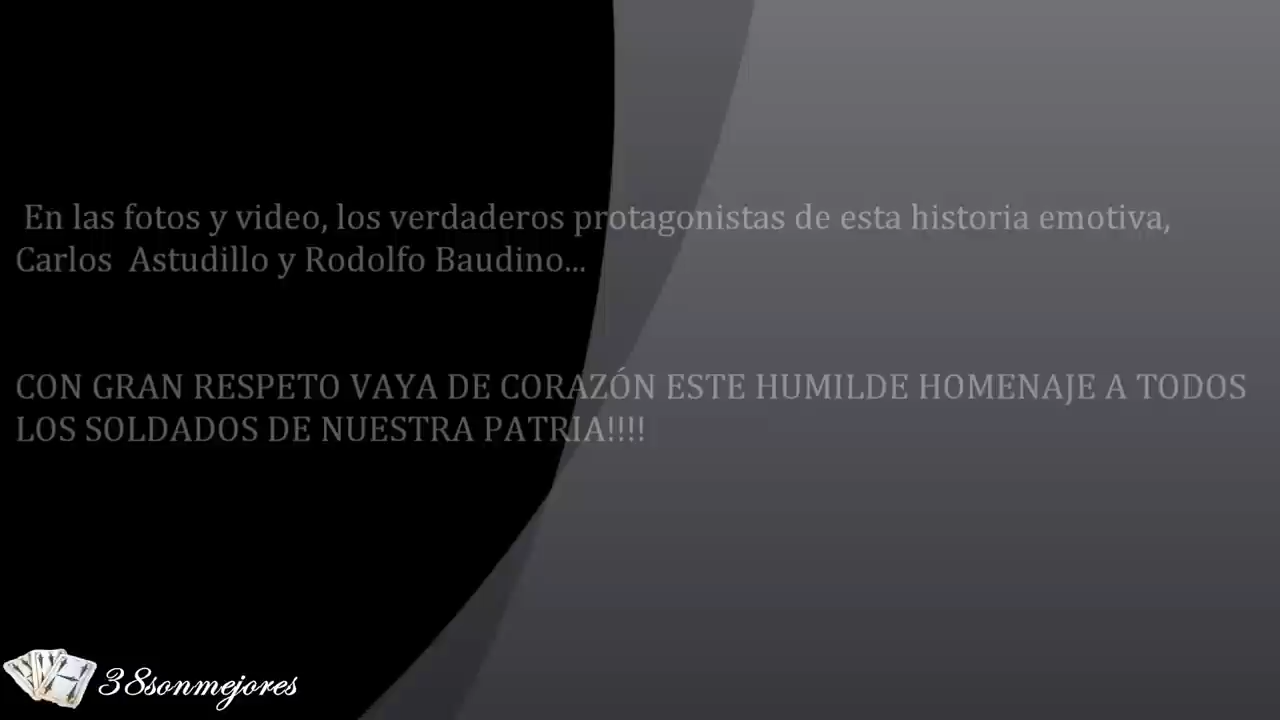 En las fotos y video, los verdaderos protagonistas de esta historia emotiva,
Carlos Astudillo y Rodolfo Baudino...
CON GRAN RESPETO VAYA DE CORAZÓN ESTE HUMILDE HOMENAJE A TODOS
LOS SOLDADOS DE NUESTRA PATRIA!!!!
38sonmejores